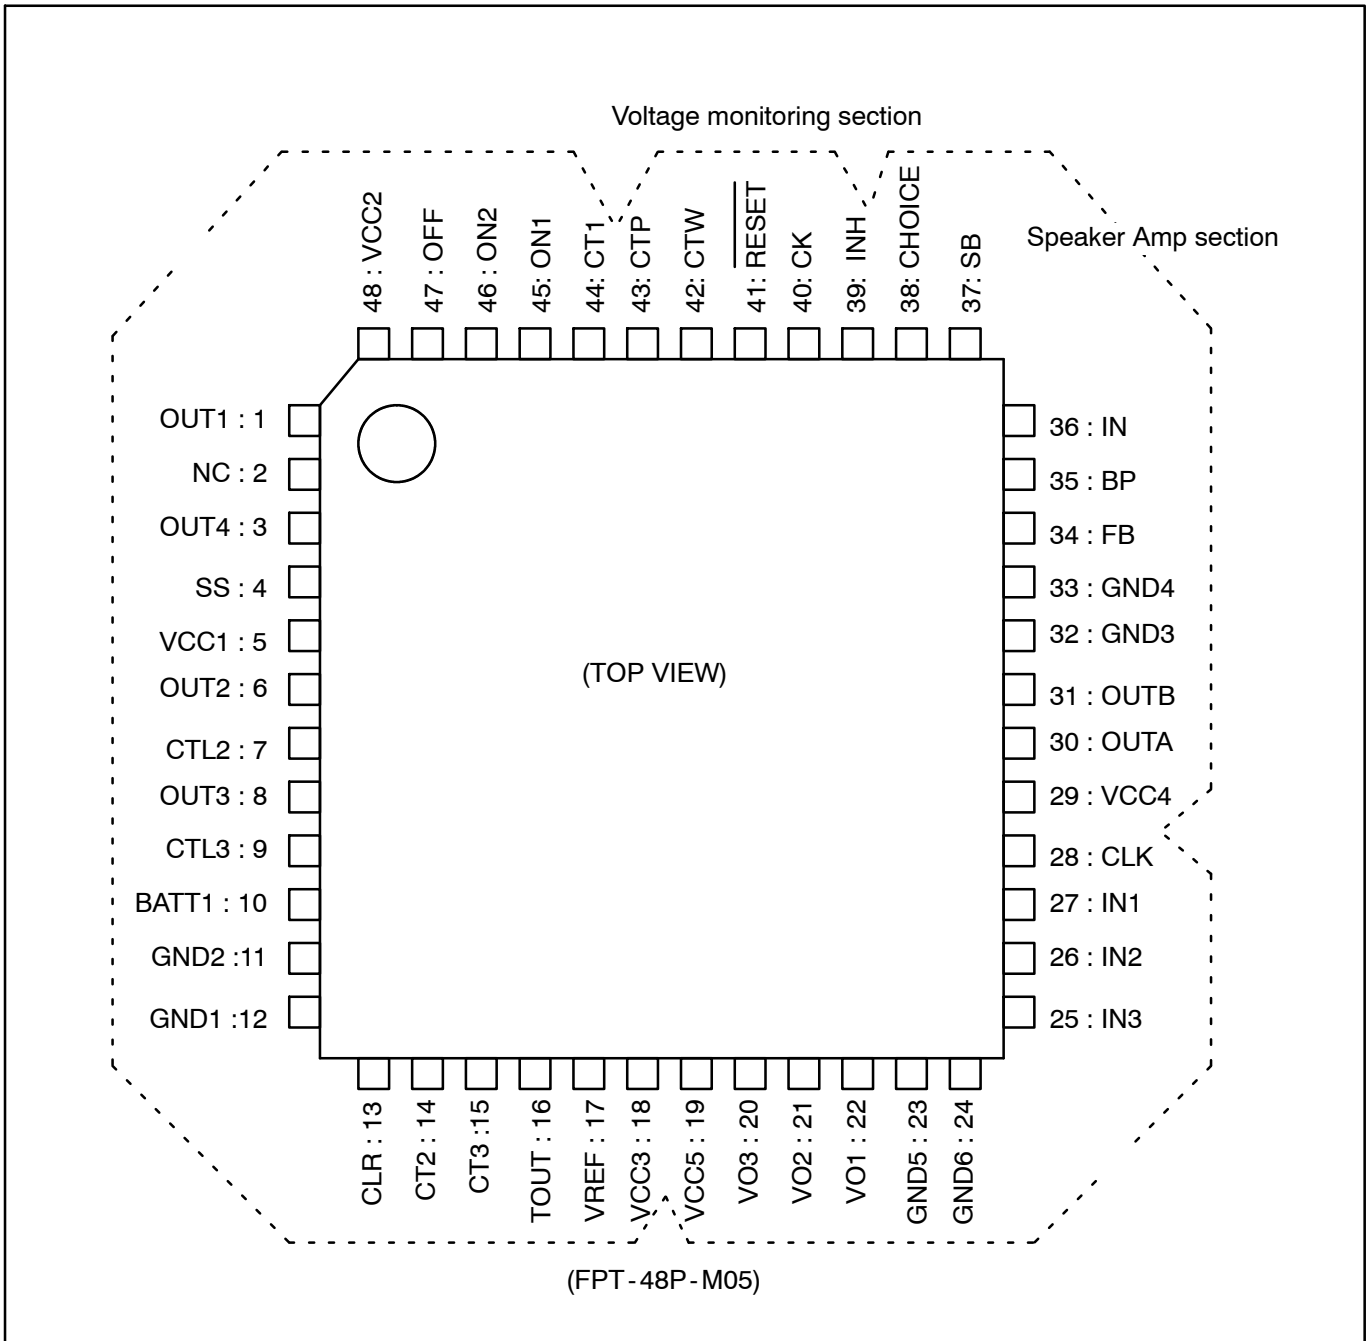 Voltage monitoring section
Speaker Amp section
48 : VCC2
47 : OFF
46 : ON2
45: ON1
44: CT1
43: CTP
42: CTW
41: RESET
40: CK
39: INH
38: CHOICE
37: SB
OUT1 : 1
NC : 2
OUT4 : 3
SS : 4
VCC1 : 5
OUT2 : 6
CTL2 : 7
OUT3 : 8
CTL3 : 9
BATT1 : 10
GND2 :11
GND1 :12
(TOP VIEW)
36 : IN
35 : BP
34 : FB
33 : GND4
32 : GND3
31 : OUTB
30 : OUTA
29 : VCC4
28 : CLK
27 : IN1
26 : IN2
25 : IN3
CLR : 13
CT2 : 14
CT3 :15
TOUT : 16
VREF : 17
VCC3 : 18
VCC5 : 19
VO3 : 20
VO2 : 21
VO1 : 22
GND5 : 23
GND6 : 24
(FPT-48P-M05)